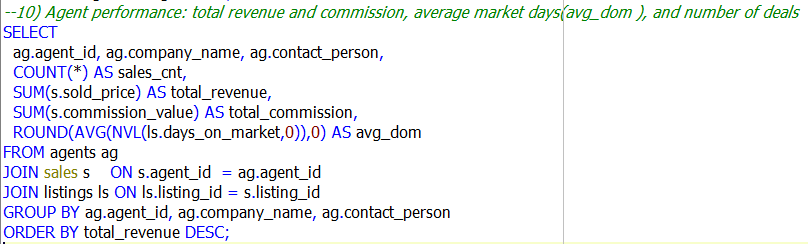 --10) Agent performance: total revenue and commission, average market days(avg_dom ), and number of deals
SELECT
  ag.agent_id, ag.company_name, ag.contact_person,
  COUNT(*) AS sales_cnt,
  SUM(s.sold_price) AS total_revenue,
  SUM(s.commission_value) AS total_commission,
  ROUND(AVG(NVL(ls.days_on_market,0)),0) AS avg_dom
FROM agents ag
JOIN sales s    ON s.agent_id  = ag.agent_id
JOIN listings ls ON ls.listing_id = s.listing_id
GROUP BY ag.agent_id, ag.company_name, ag.contact_person
ORDER BY total_revenue DESC;